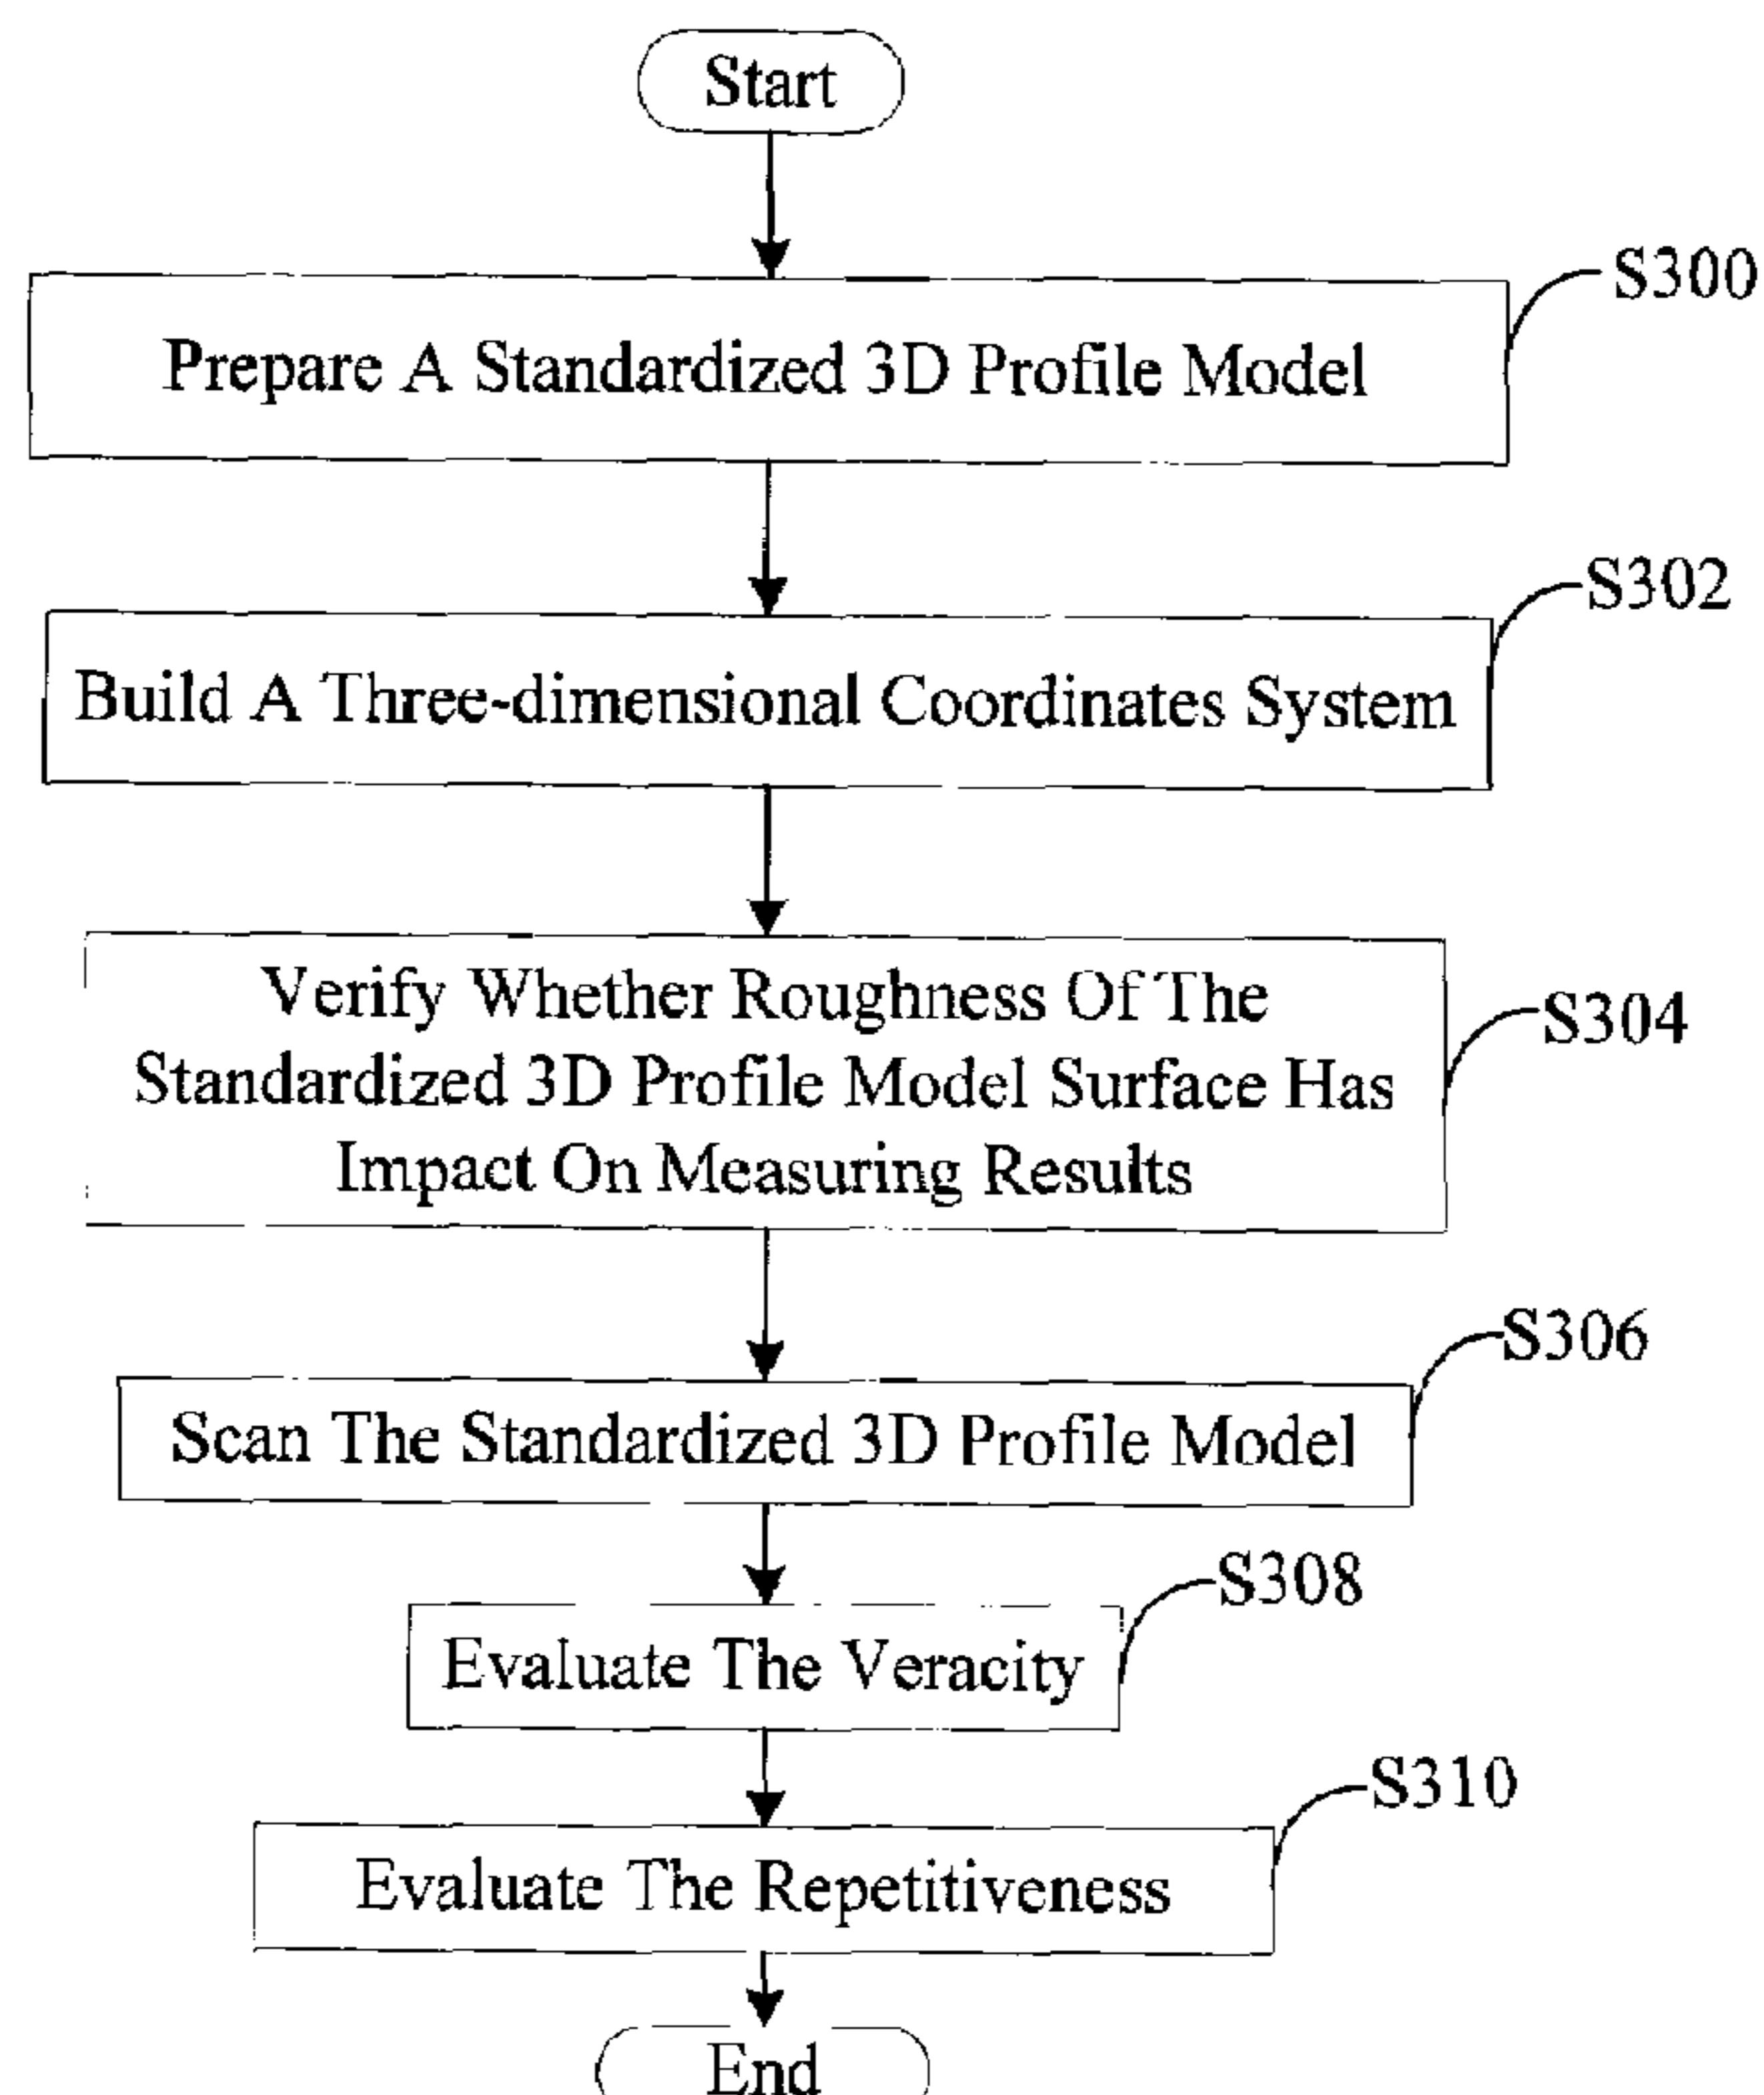 Start
S300
Prepare A Standardized 3D Profile Model
S302
Build A Three-dimensional Coordinates System
Verify Whether Roughness Of The
Standardized 3D Profile Model Surface Has
Impact On Measuring Results
S304
S306
Scan The Standardized 3D Profile Model
S308
Evaluate The Veracity
S310
Evaluate The Repetitiveness
End